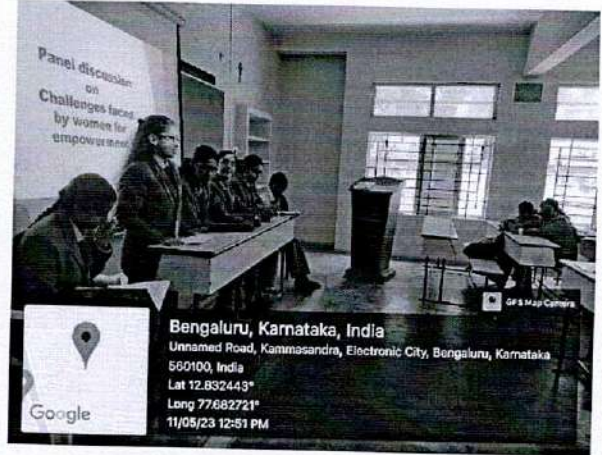 Panel discussion
on
Challenges faced
by women for
empowerment
GPS Map Camera
Bengaluru, Karnataka, India
Unnamed Road, Kammasandra, Electronic City, Bengaluru, Karnataka
560100, India
Lat 12.832443°
Long 77.682721°
11/05/23 12:51 PM
Google